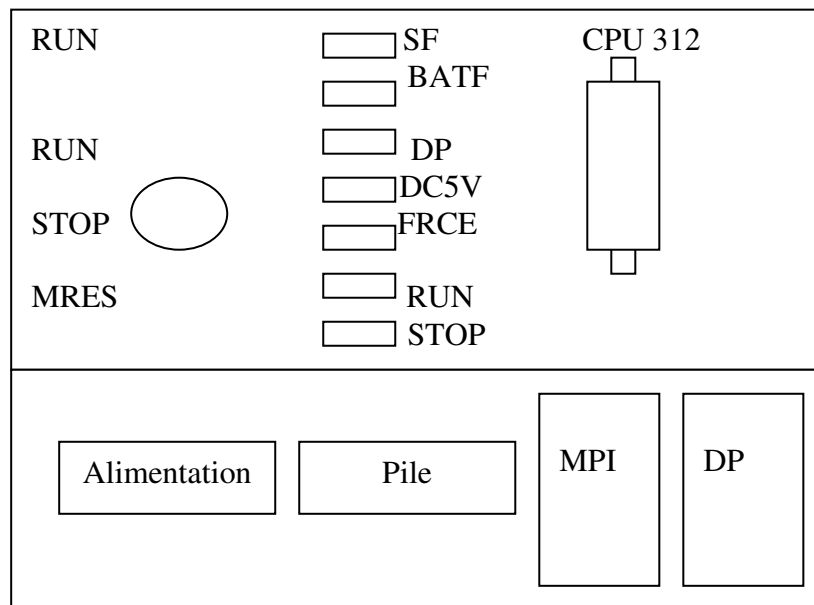 RUN
SF
CPU 312
BATF
RUN
DP
DC5V
STOP
FRCE
MRES
RUN
STOP
Alimentation
Pile
MPI
DP